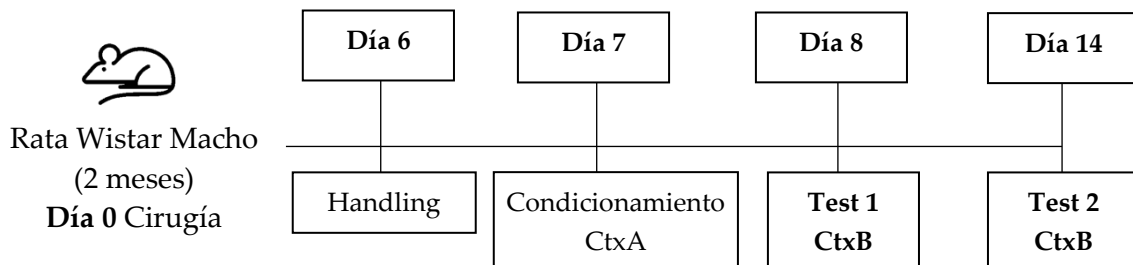 Rata Wistar Macho
(2 meses)
Día 0 Cirugía
Día 6
Handling
Día 7
Condicionamiento
CtxA
Día 8
Test 1
CtxB
Día 14
Test 2
CtxB